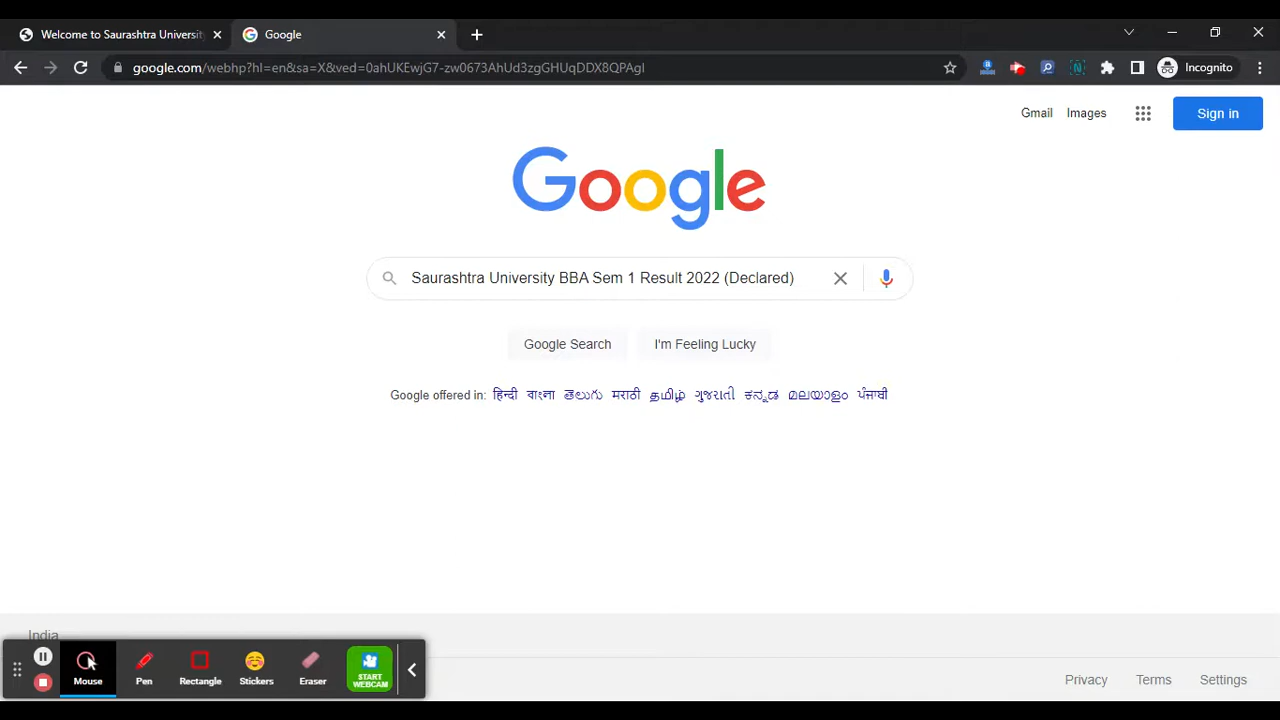 Welcome to Saurashtra Universit
Google
google.com/webhp?hl=en&sa=X&ved=0ahUKEwjG7-zw0673AhUd3zgGHUqDDX8QPAgI
Incognito
Gmail Images Sign in
Google
Saurashtra University BBA Sem 1 Result 2022 (Declared)
Google Search I'm Feeling Lucky
Google offered in: हिन्दी বাংলা తెలుగు मराठी தமிழ் ગુજરાતી ಕನ್ನಡ മലയാളം ਪੰਜਾਬੀ
India
Mouse Pen Rectangle Stickers Eraser START WEBCAM
Privacy Terms Settings